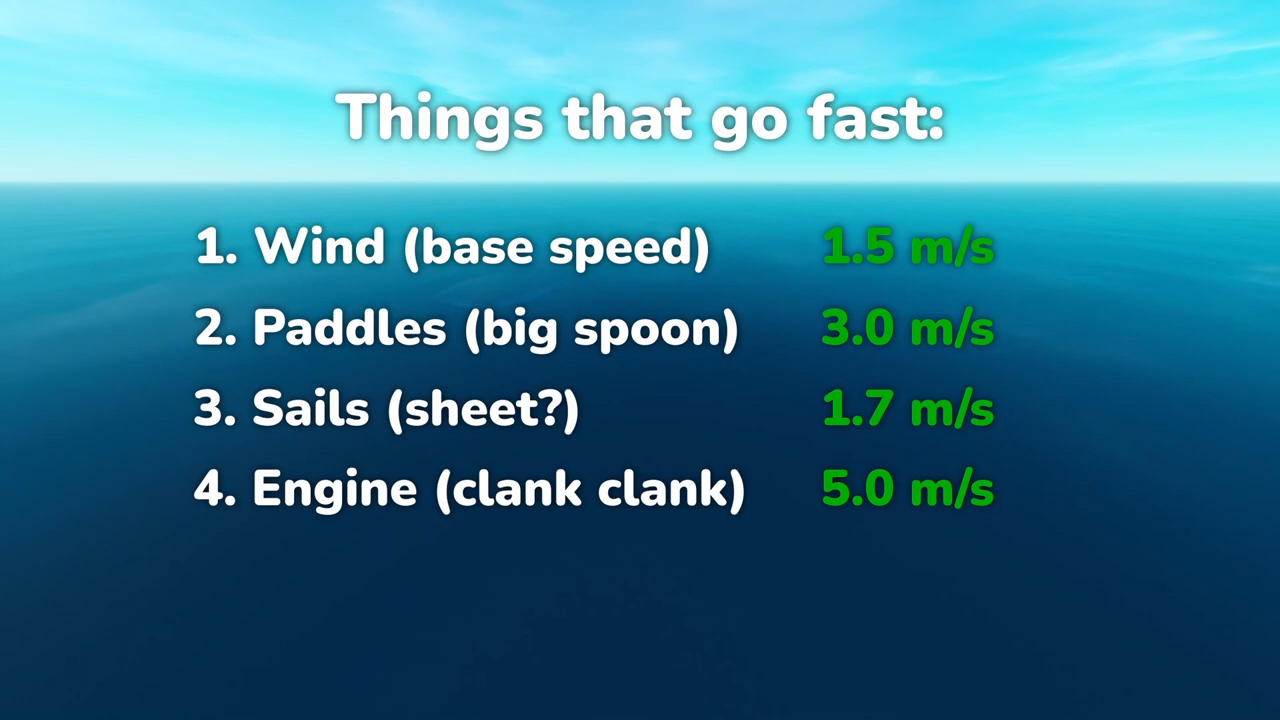 Things that go fast:
1. Wind (base speed) 1.5 m/s
2. Paddles (big spoon) 3.0 m/s
3. Sails (sheet?) 1.7 m/s
4. Engine (clank clank) 5.0 m/s